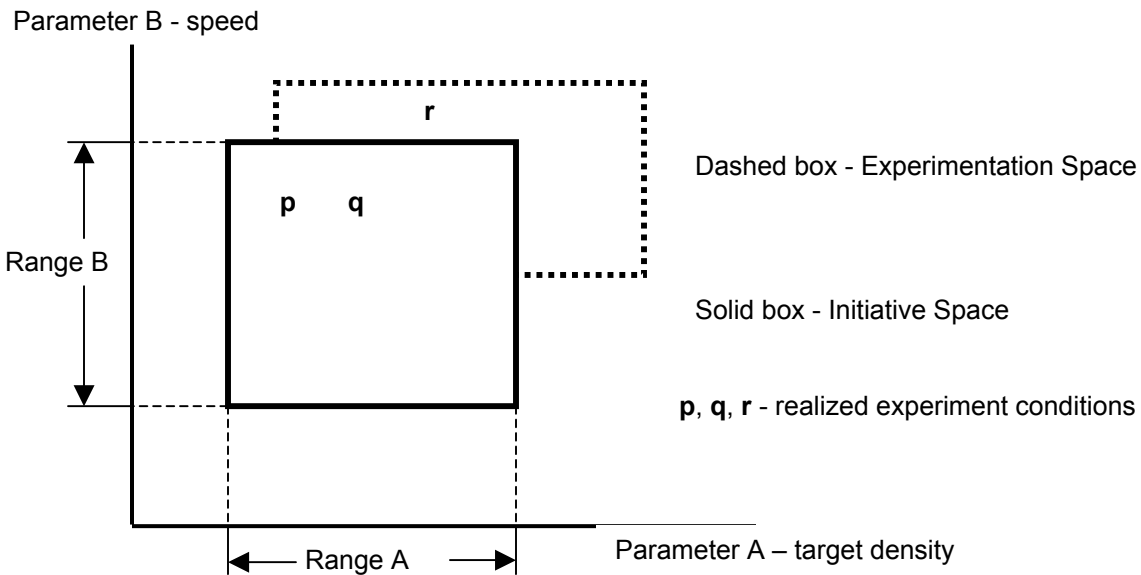 Parameter B - speed
r
Dashed box - Experimentation Space
p q
Range B
Solid box - Initiative Space
p, q, r - realized experiment conditions
Range A
Parameter A – target density